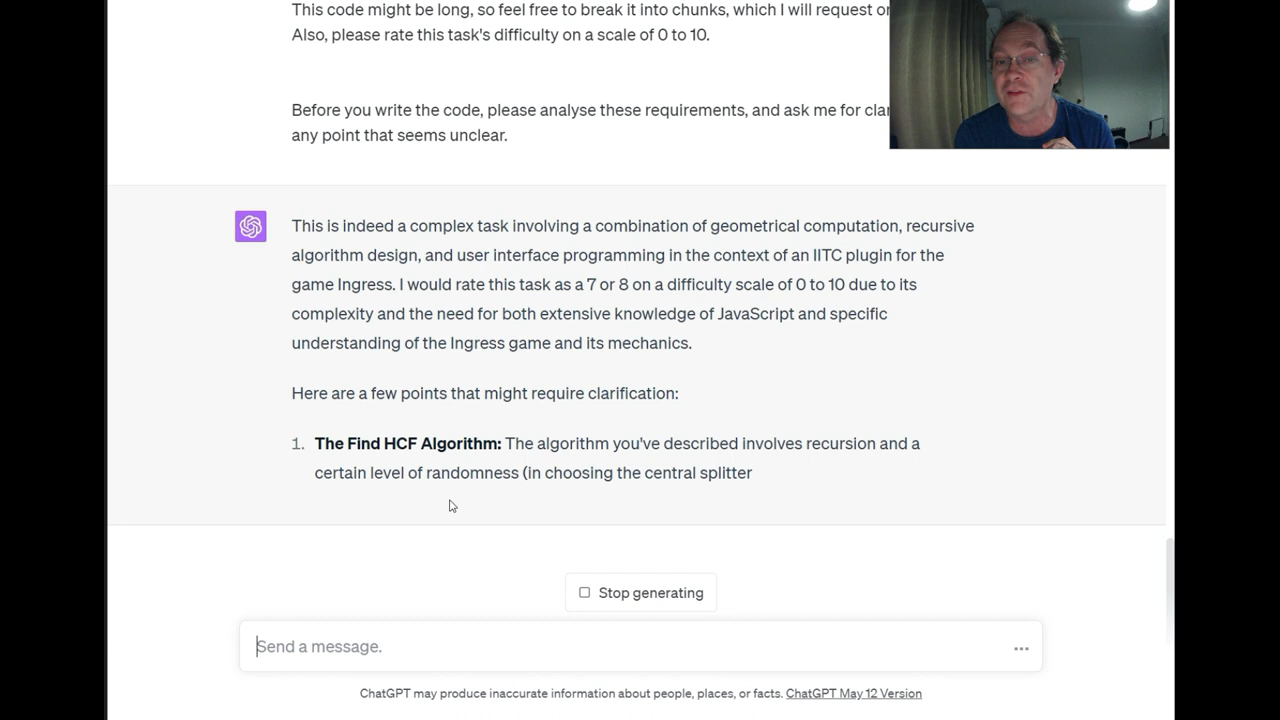 This code might be long, so feel free to break it into chunks, which I will request
Also, please rate this task's difficulty on a scale of 0 to 10.
Before you write the code, please analyse these requirements, and ask me for
any point that seems unclear.
This is indeed a complex task involving a combination of geometrical computation, recursive
algorithm design, and user interface programming in the context of an IITC plugin for the
game Ingress. I would rate this task as a 7 or 8 on a difficulty scale of 0 to 10 due to its
complexity and the need for both extensive knowledge of JavaScript and specific
understanding of the Ingress game and its mechanics.
Here are a few points that might require clarification:
1. The Find HCF Algorithm: The algorithm you've described involves recursion and a
certain level of randomness (in choosing the central splitter
Stop generating
Send a message.
ChatGPT may produce inaccurate information about people, places, or facts. ChatGPT May 12 Version